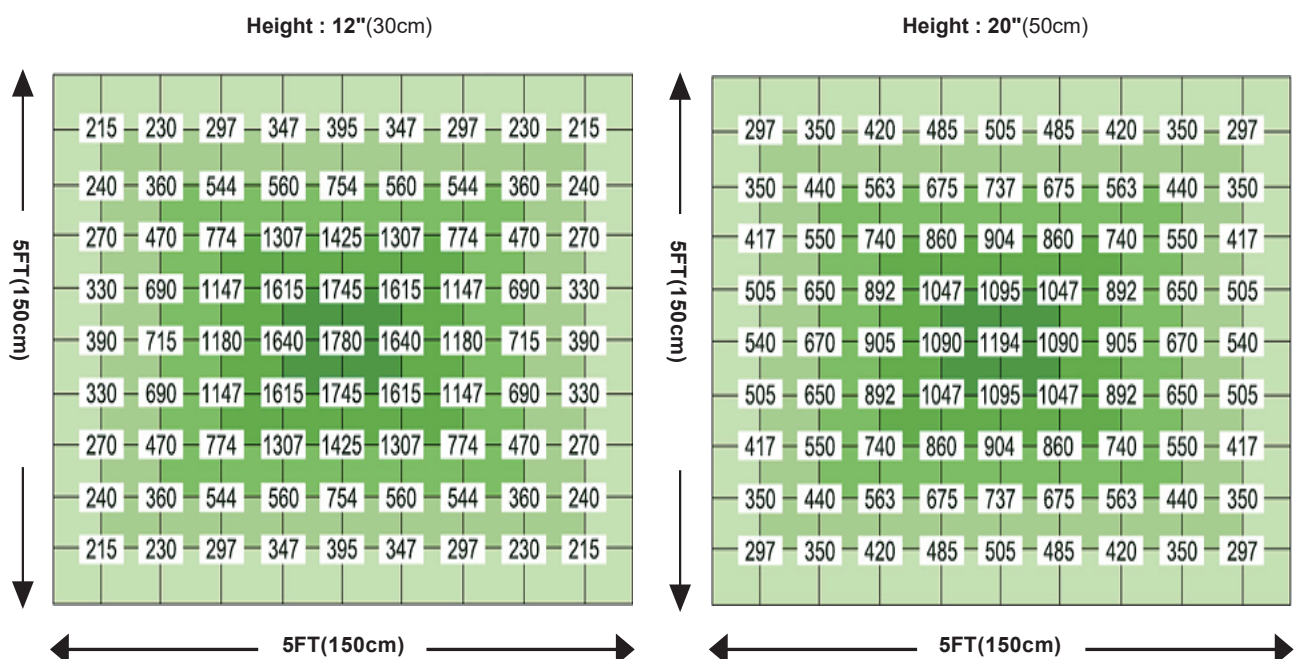 Height : 12"(30cm)
5FT(150cm)
215 230 297 347 395 347 297 230 215
240 360 544 560 754 560 544 360 240
270 470 774 1307 1425 1307 774 470 270
330 690 1147 1615 1745 1615 1147 690 330
390 715 1180 1640 1780 1640 1180 715 390
330 690 1147 1615 1745 1615 1147 690 330
270 470 774 1307 1425 1307 774 470 270
240 360 544 560 754 560 544 360 240
215 230 297 347 395 347 297 230 215
5FT(150cm)
Height : 20"(50cm)
5FT(150cm)
297 350 420 485 505 485 420 350 297
350 440 563 675 737 675 563 440 350
417 550 740 860 904 860 740 550 417
505 650 892 1047 1095 1047 892 650 505
540 670 905 1090 1194 1090 905 670 540
505 650 892 1047 1095 1047 892 650 505
417 550 740 860 904 860 740 550 417
350 440 563 675 737 675 563 440 350
297 350 420 485 505 485 420 350 297
5FT(150cm)